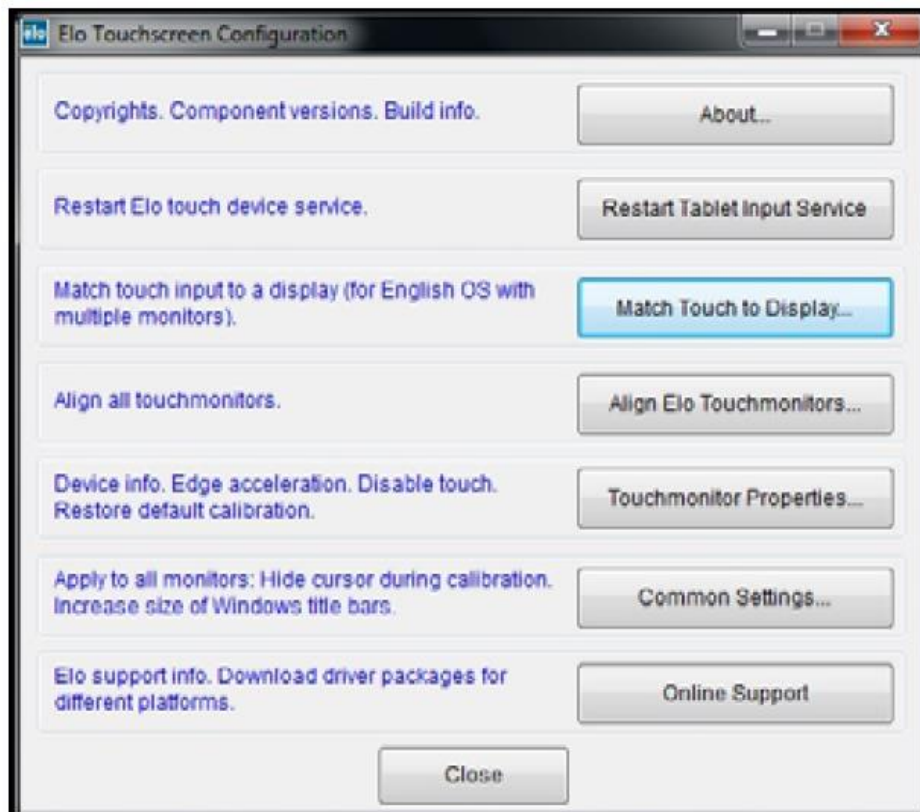 elo Elo Touchscreen Configuration
Copyrights. Component versions. Build info.
About...
Restart Elo touch device service.
Restart Tablet Input Service
Match touch input to a display (for English OS with
multiple monitors).
Match Touch to Display...
Align all touchmonitors.
Align Elo Touchmonitors...
Device info. Edge acceleration. Disable touch.
Restore default calibration.
Touchmonitor Properties...
Apply to all monitors: Hide cursor during calibration.
Increase size of Windows title bars.
Common Settings...
Elo support info. Download driver packages for
different platforms.
Online Support
Close